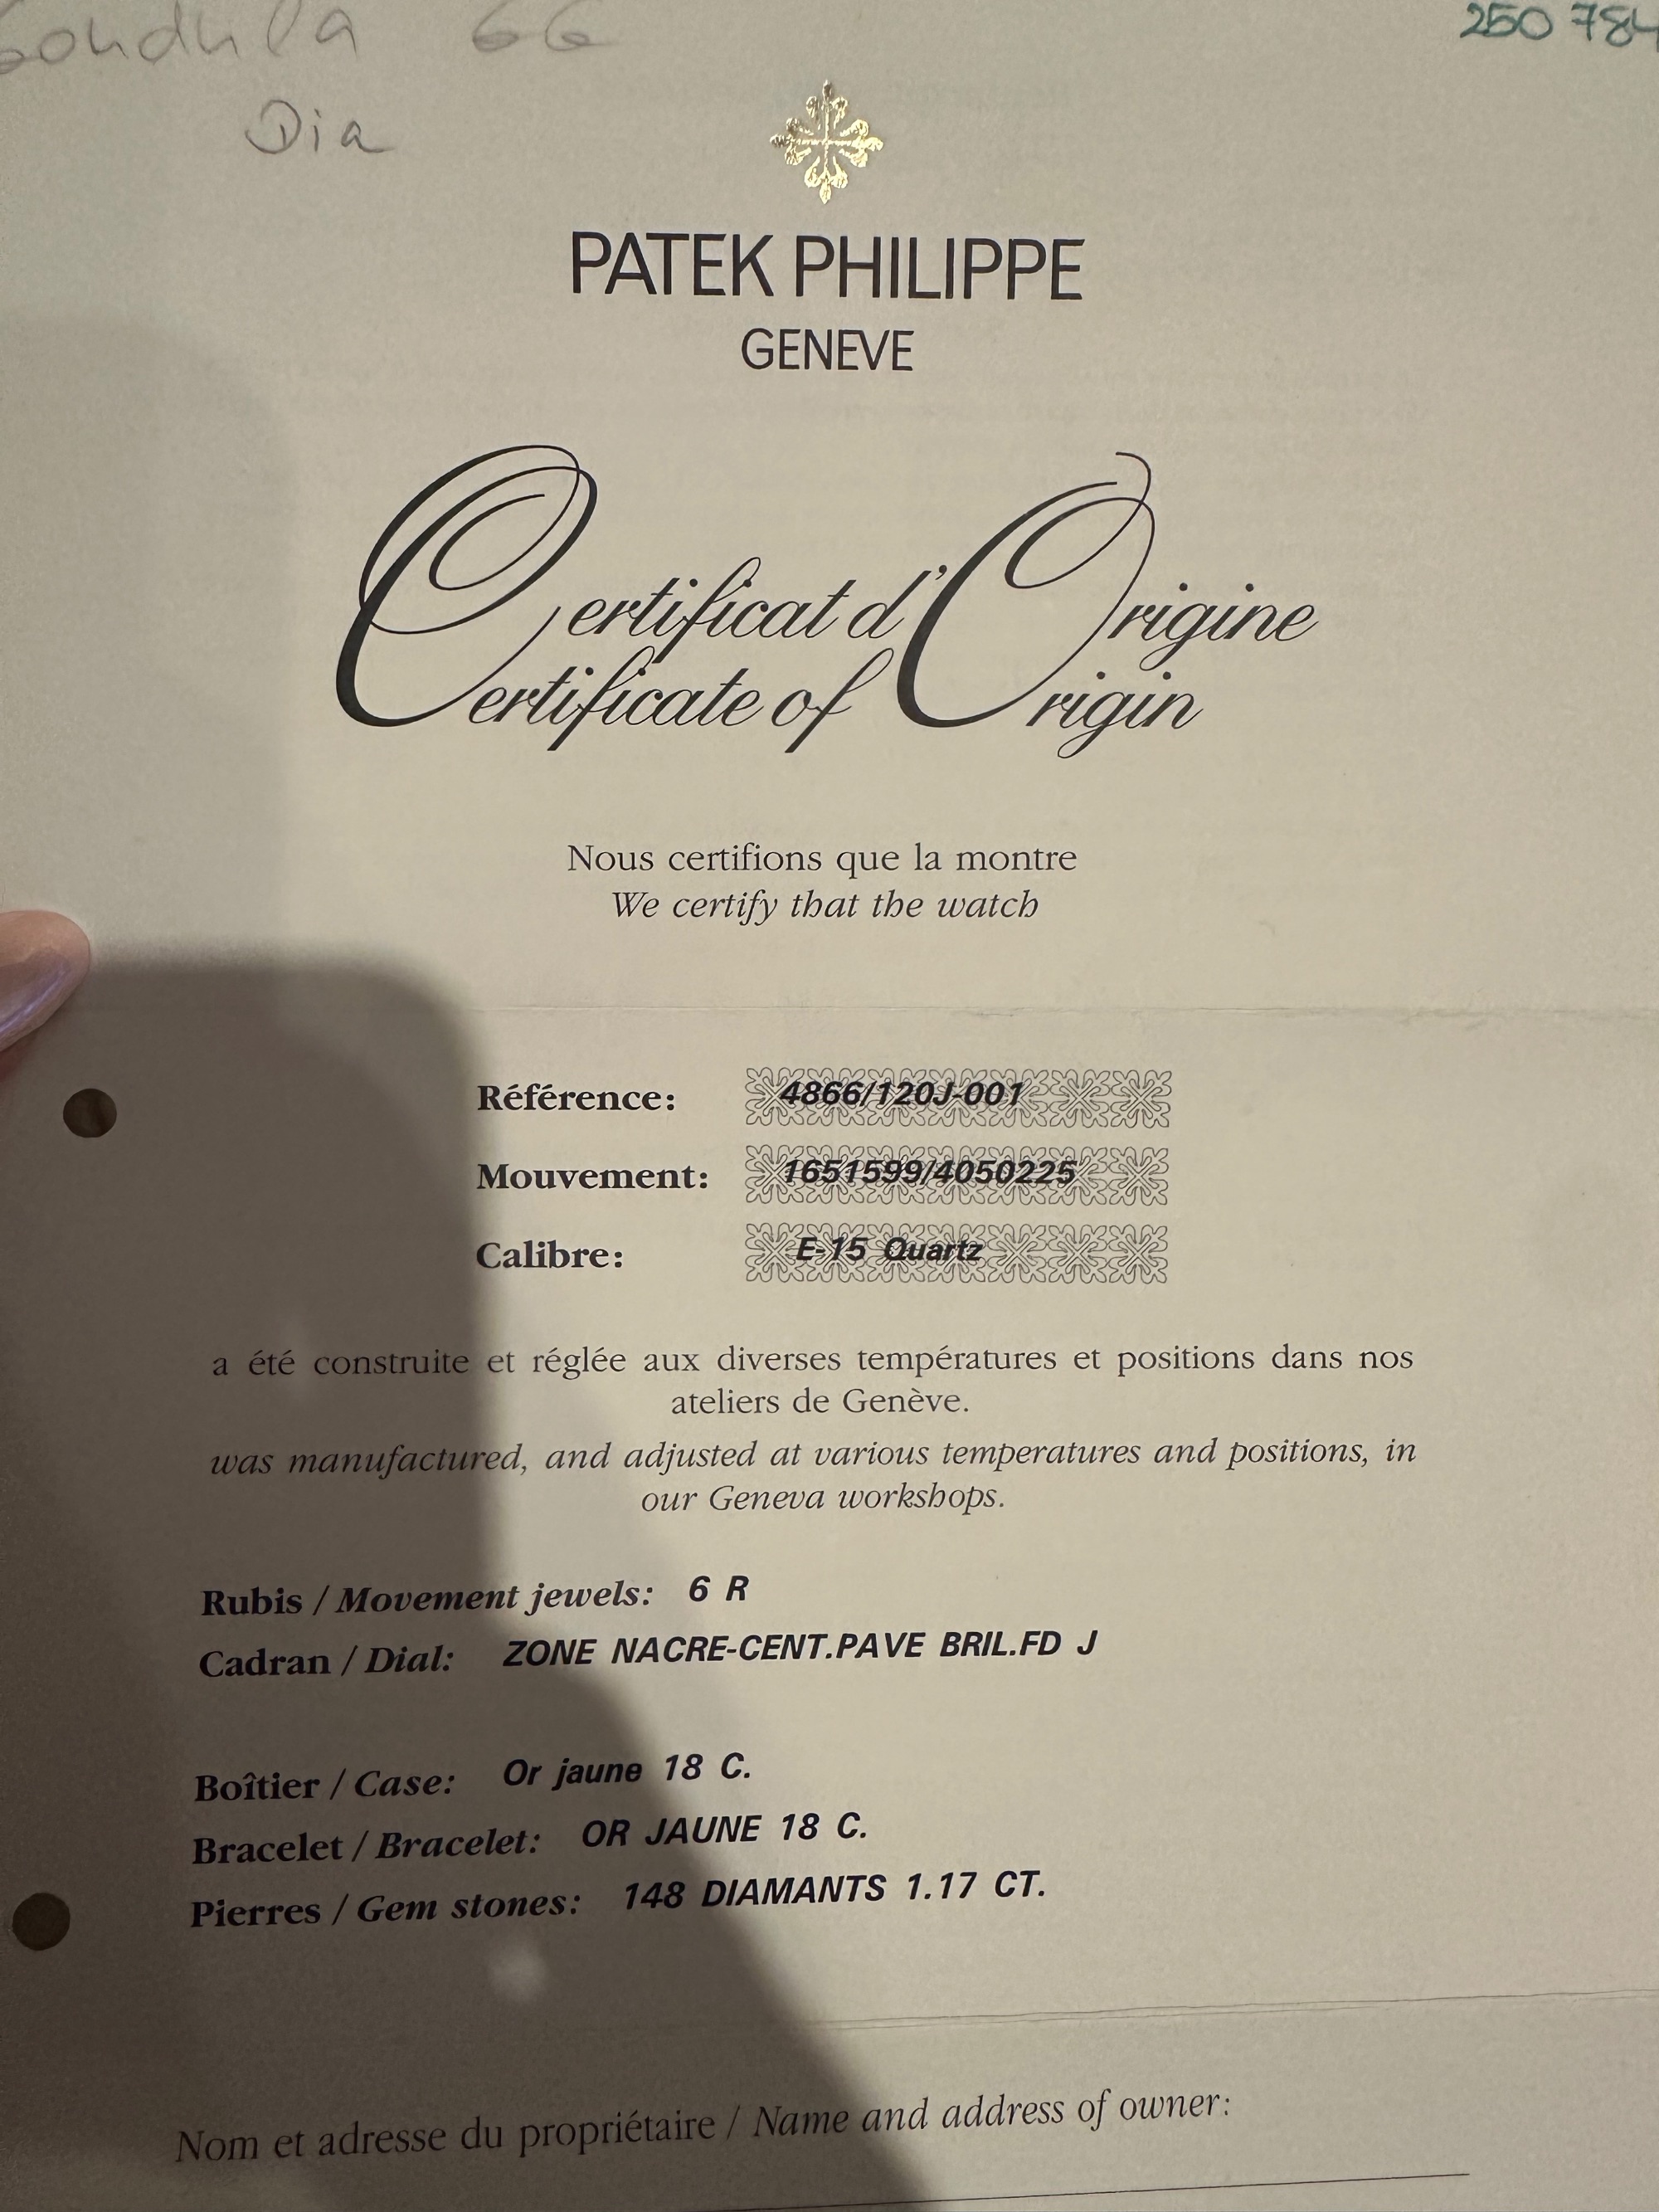 Gondola GG
250 784
Dia
PATEK PHILIPPE
GENEVE
Certificat d'Origine
Certificate of Origin
Nous certifions que la montre
We certify that the watch
Référence: 4866/120J-001
Mouvement: 1651599/4050225
Calibre: E-15 Quartz
a été construite et réglée aux diverses températures et positions dans nos
ateliers de Genève.
was manufactured, and adjusted at various temperatures and positions, in
our Geneva workshops.
Rubis / Movement jewels: 6 R
Cadran / Dial: ZONE NACRE-CENT.PAVE BRIL.FD J
Boîtier / Case: Or jaune 18 C.
Bracelet / Bracelet: OR JAUNE 18 C.
Pierres / Gem stones: 148 DIAMANTS 1.17 CT.
Nom et adresse du propriétaire / Name and address of owner: